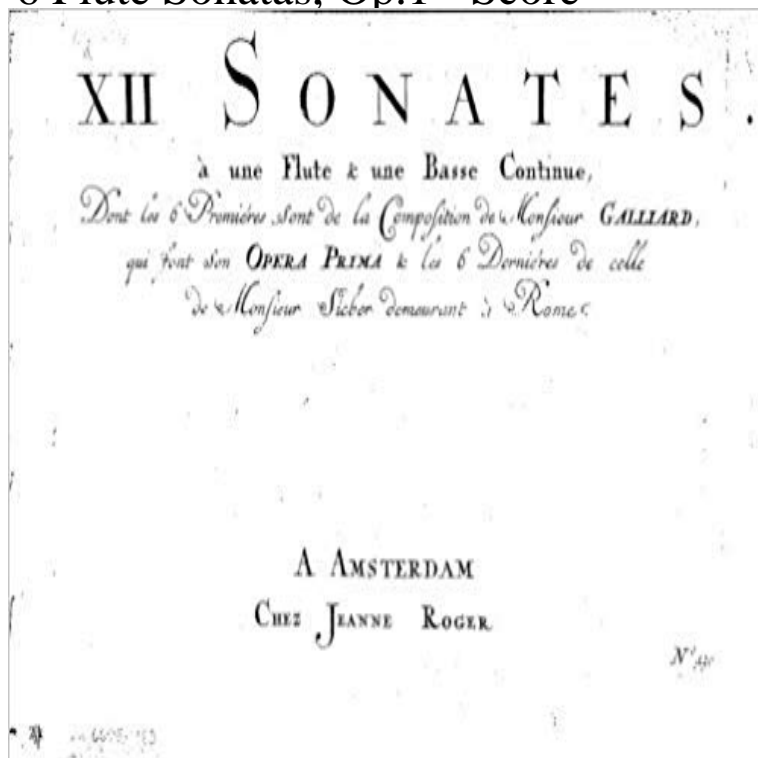 6 Flute Sonatas, Op.1 - Score
XII SONATES.
à une Flute & une Basse Continue,
Dont les 6 Premiéres sont de la Composition de Monsieur GALLIARD,
qui font son OPERA PRIMA & les 6 Derniéres de celle
de Monsieur Sieber demeurant à Rome
A AMSTERDAM
CHEZ JEANNE ROGER
N°